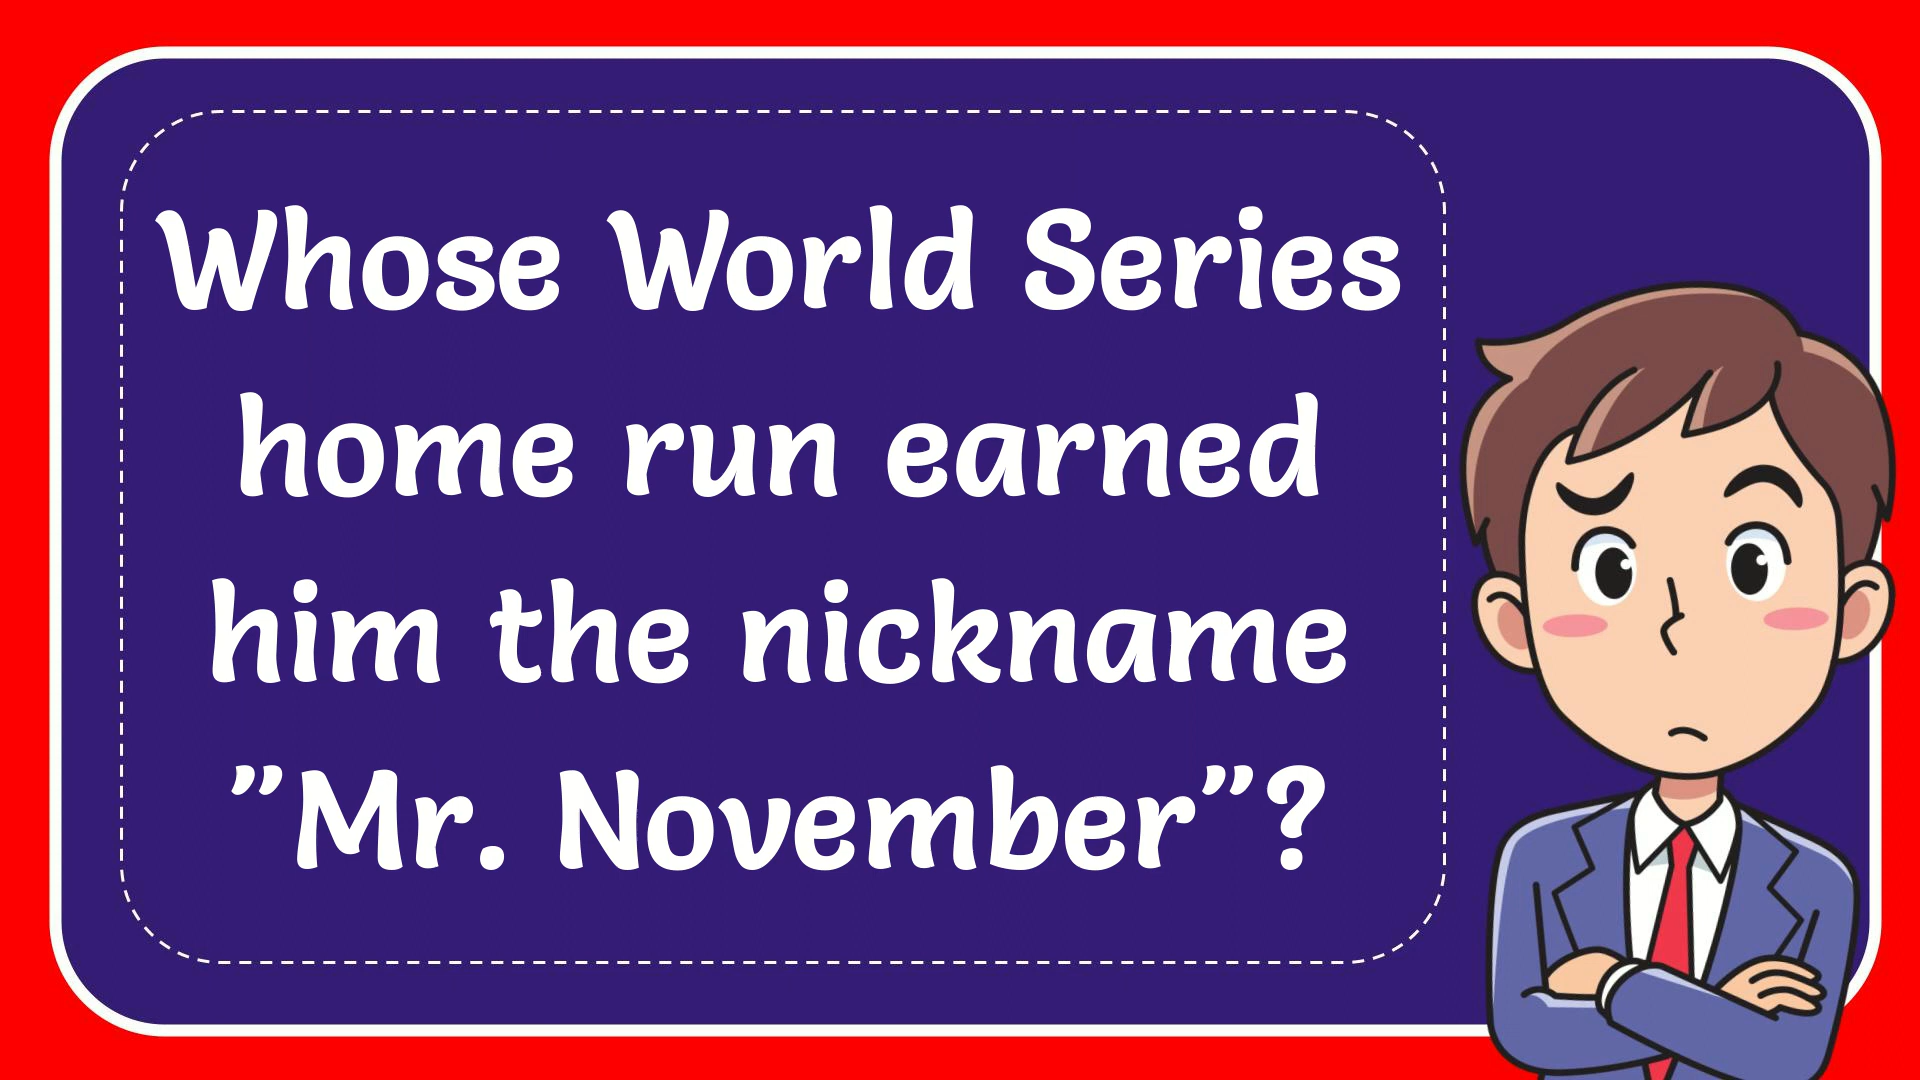 Whose World Series
home run earned
him the nickname
"Mr. November"?